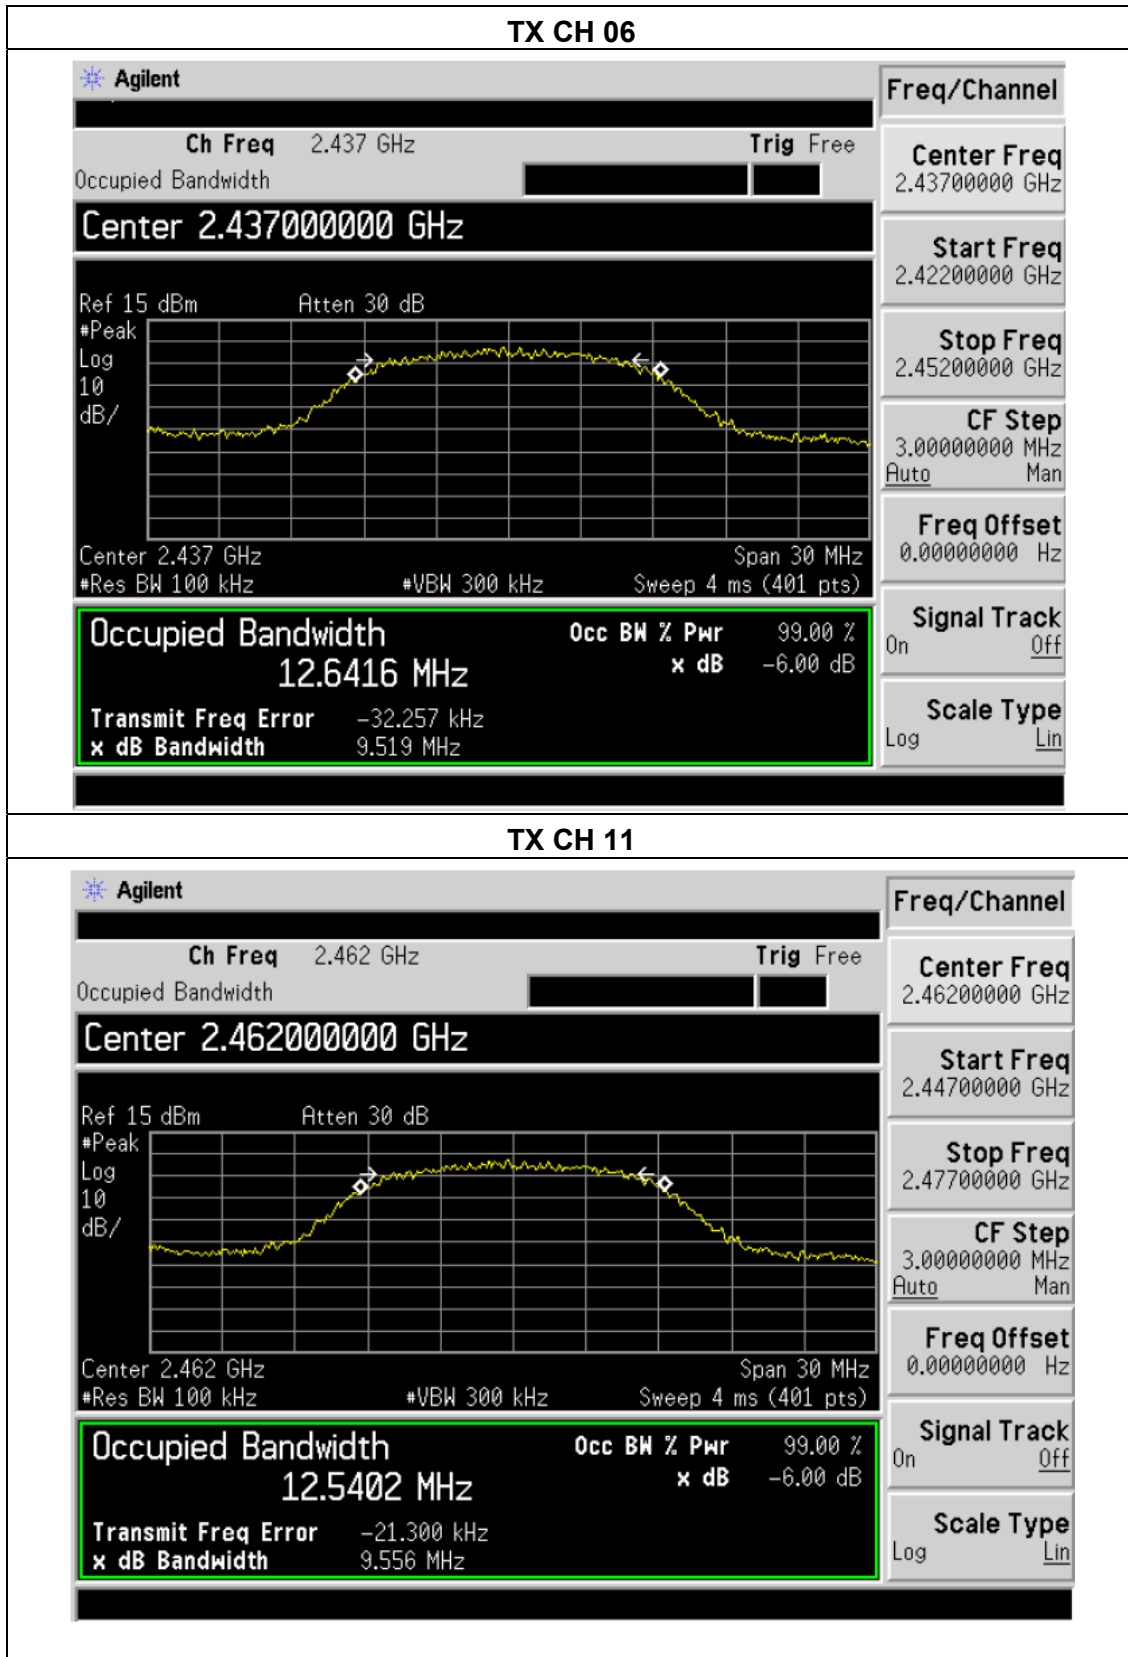 TX CH 06
Agilent
Freq/Channel
Ch Freq 2.437 GHz Trig Free
Occupied Bandwidth
Center 2.437000000 GHz
Center Freq
2.43700000 GHz
Start Freq
2.42200000 GHz
Stop Freq
2.45200000 GHz
CF Step
3.00000000 MHz
Auto Man
Freq Offset
0.00000000 Hz
Signal Track
On Off
Scale Type
Log Lin
Ref 15 dBm Atten 30 dB
#Peak
Log
10
dB/
Center 2.437 GHz Span 30 MHz
#Res BW 100 kHz #VBW 300 kHz Sweep 4 ms (401 pts)
Occupied Bandwidth Occ BW % Pwr 99.00 %
12.6416 MHz x dB -6.00 dB
Transmit Freq Error -32.257 kHz
x dB Bandwidth 9.519 MHz
TX CH 11
Agilent
Freq/Channel
Ch Freq 2.462 GHz Trig Free
Occupied Bandwidth
Center 2.462000000 GHz
Center Freq
2.46200000 GHz
Start Freq
2.44700000 GHz
Stop Freq
2.47700000 GHz
CF Step
3.00000000 MHz
Auto Man
Freq Offset
0.00000000 Hz
Signal Track
On Off
Scale Type
Log Lin
Ref 15 dBm Atten 30 dB
#Peak
Log
10
dB/
Center 2.462 GHz Span 30 MHz
#Res BW 100 kHz #VBW 300 kHz Sweep 4 ms (401 pts)
Occupied Bandwidth Occ BW % Pwr 99.00 %
12.5402 MHz x dB -6.00 dB
Transmit Freq Error -21.300 kHz
x dB Bandwidth 9.556 MHz